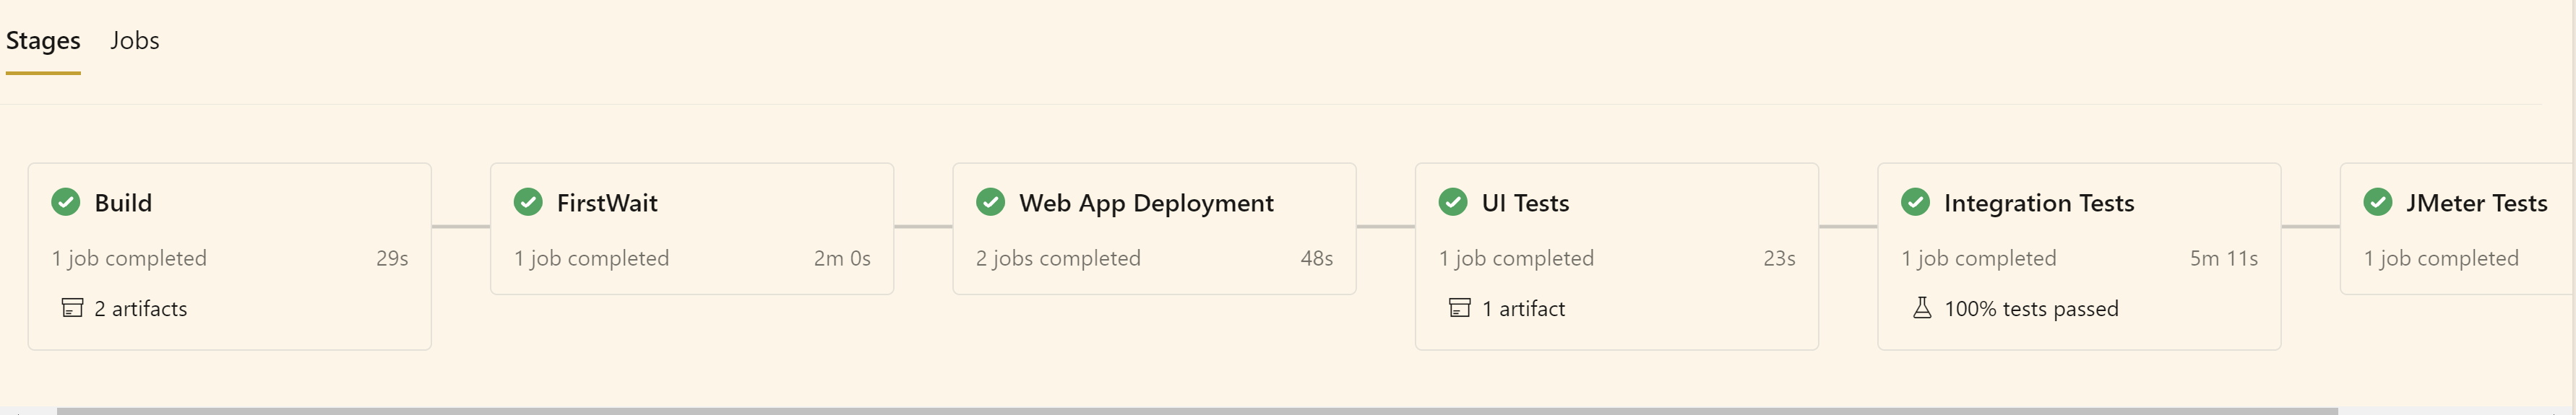 Stages Jobs
Build
1 job completed 29s
2 artifacts
FirstWait
1 job completed 2m 0s
Web App Deployment
2 jobs completed 48s
UI Tests
1 job completed 23s
1 artifact
Integration Tests
1 job completed 5m 11s
100% tests passed
JMeter Tests
1 job completed